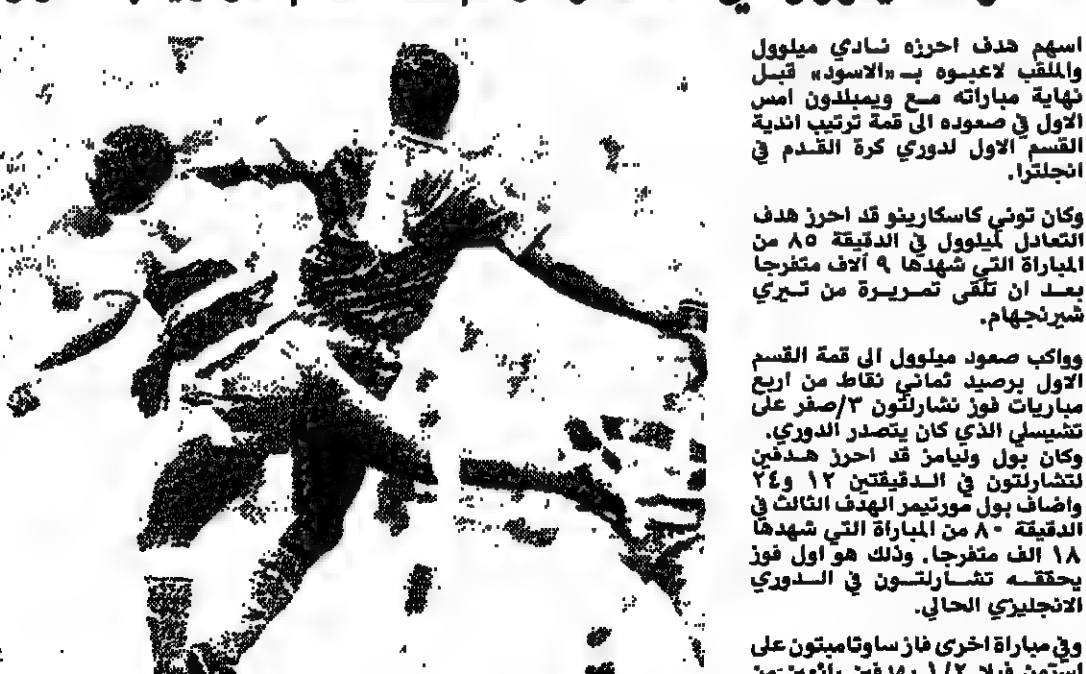 اسهم هدف احرزه نادي ميلوول
والملقب لاعبوه بـ «الاسود» قبل
نهاية مباراته مع ويمبلدون امس
الاول في صعوده الى قمة ترتيب اندية
القسم الاول لدوري كرة القدم في
انجلترا.
وكان توني كاسكارينو قد احرز هدف
التعادل لميلوول في الدقيقة ٨٥ من
المباراة التي شهدها ٩ آلاف متفرجا
بعد ان تلقى تمريرة من تيري
شيرنجهام.
وواكب صعود ميلوول الى قمة القسم
الاول برصيد ثماني نقاط من اربع
مباريات فوز تشارلتون ٣/صفر على
تشيسلي الذي كان يتصدر الدوري.
وكان بول وليامز قد احرز هدفين
لتشارلتون في الدقيقتين ١٢ و٢٤
واضاف بول مورتيمر الهدف الثالث في
الدقيقة ٨٠ من المباراة التي شهدها
١٨ الف متفرجا. وذلك هو اول فوز
يحققه تشارلتون في الدوري
الانجليزي الحالي.
وفي مباراة اخرى فاز ساوثامبتون على
استون فيلا ١/٢ بهدفين